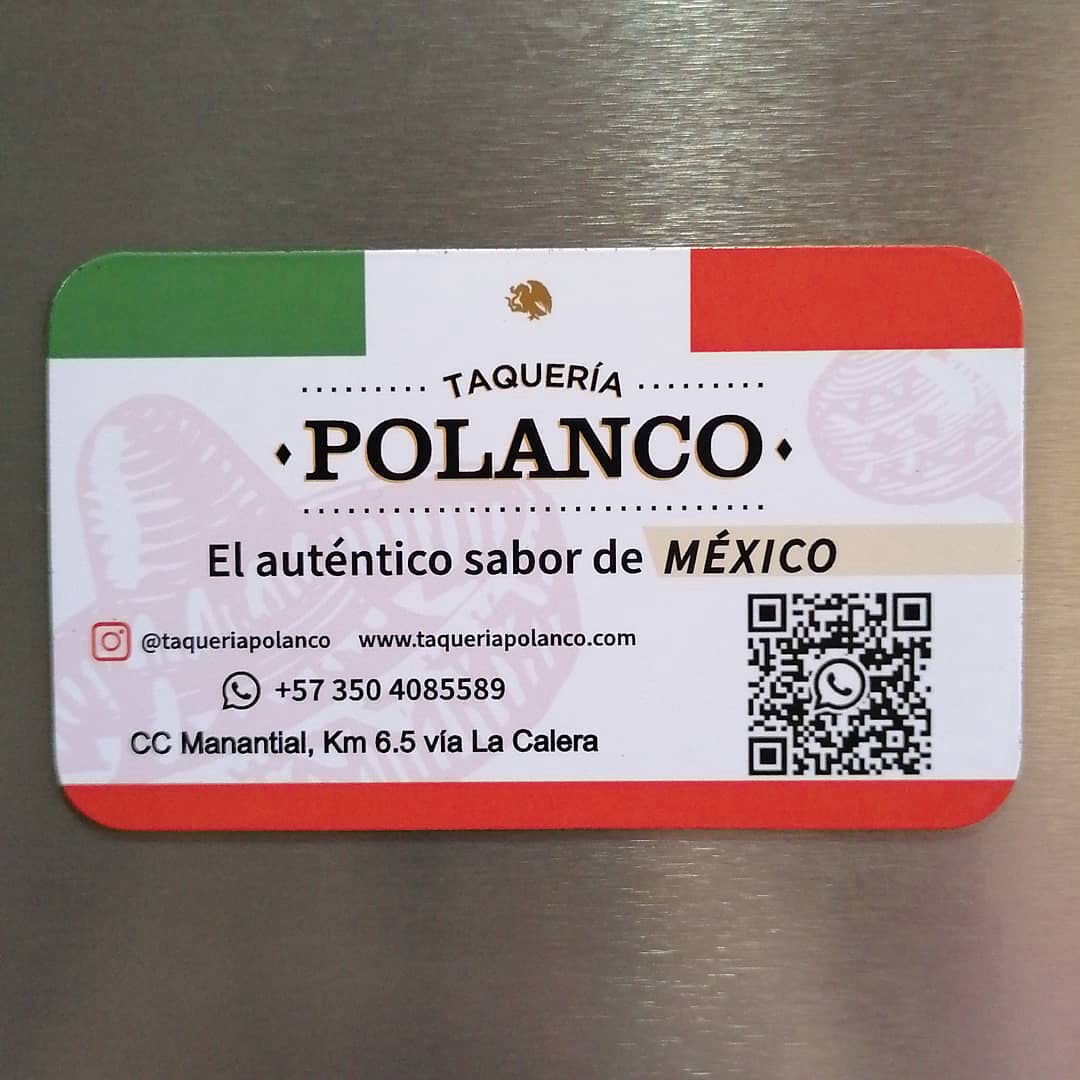 TAQUERÍA
POLANCO
El auténtico sabor de MÉXICO
@taqueriapolanco www.taqueriapolanco.com
+57 350 4085589
CC Manantial, Km 6.5 vía La Calera